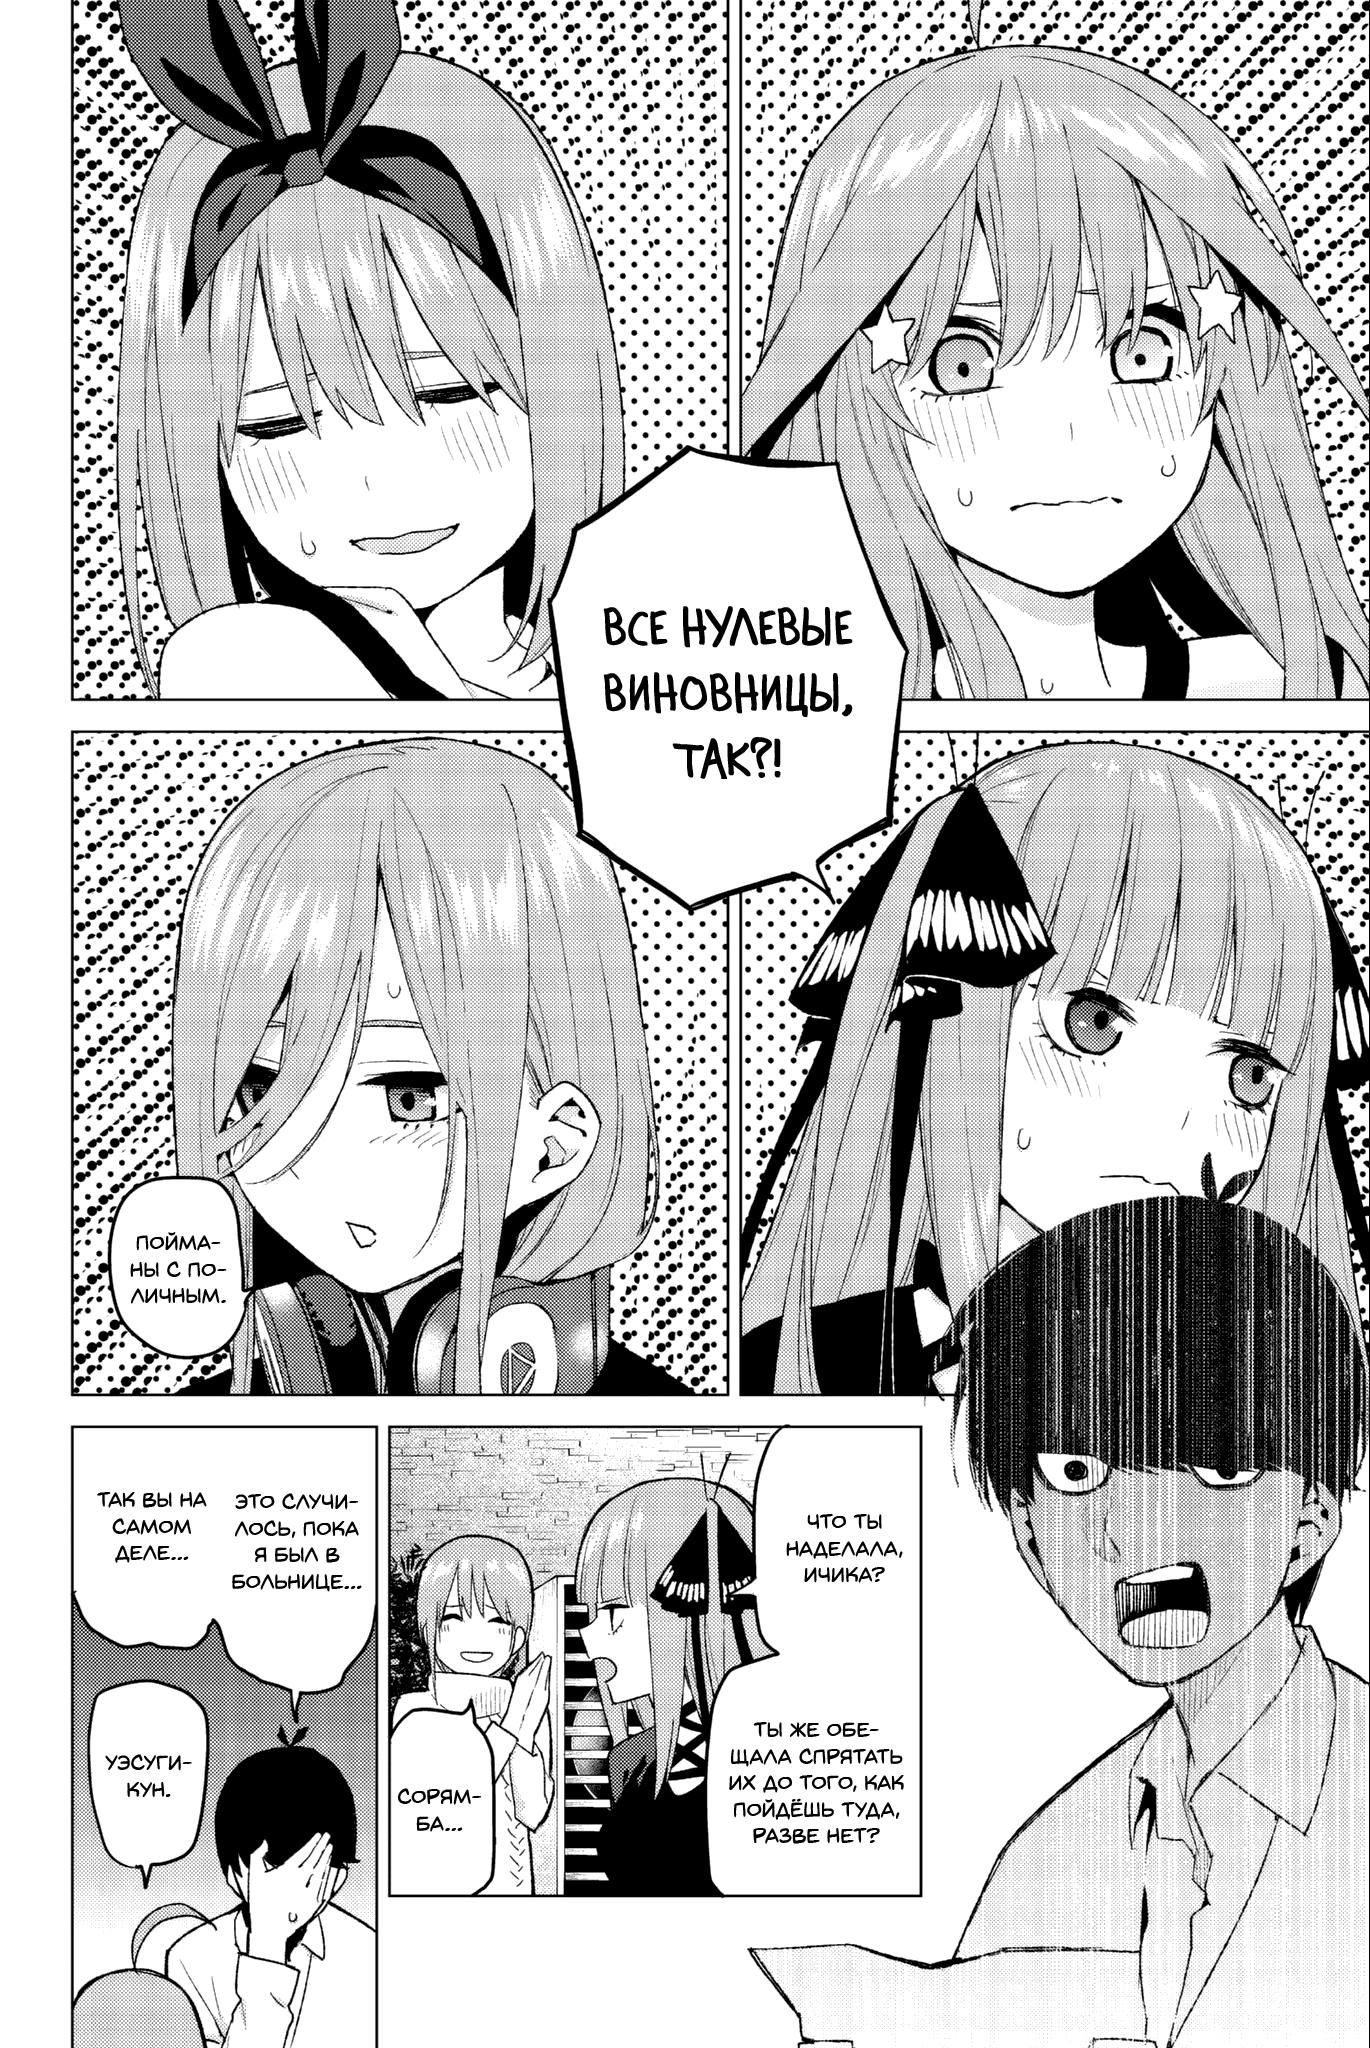 ВСЕ НУЛЕВЫЕ
ВИНОВНИЦЫ,
ТАК?!
ПОЙМА-
НЫ С ПО-
ЛИЧНЫМ.
ЧТО ТЫ
НАДЕЛАЛА,
ИЧИКА?
ТЫ ЖЕ ОБЕ-
ЩАЛА СПРЯТАТЬ
ИХ ДО ТОГО, КАК
ПОЙДЁШЬ ТУДА,
РАЗВЕ НЕТ?
СОРЯМ-
БА...
ЭТО СЛУЧИ-
ЛОСЬ, ПОКА
Я БЫЛ В
БОЛЬНИЦЕ...
ТАК ВЫ НА
САМОМ
ДЕЛЕ...
УЭСУГИ-
КУН.